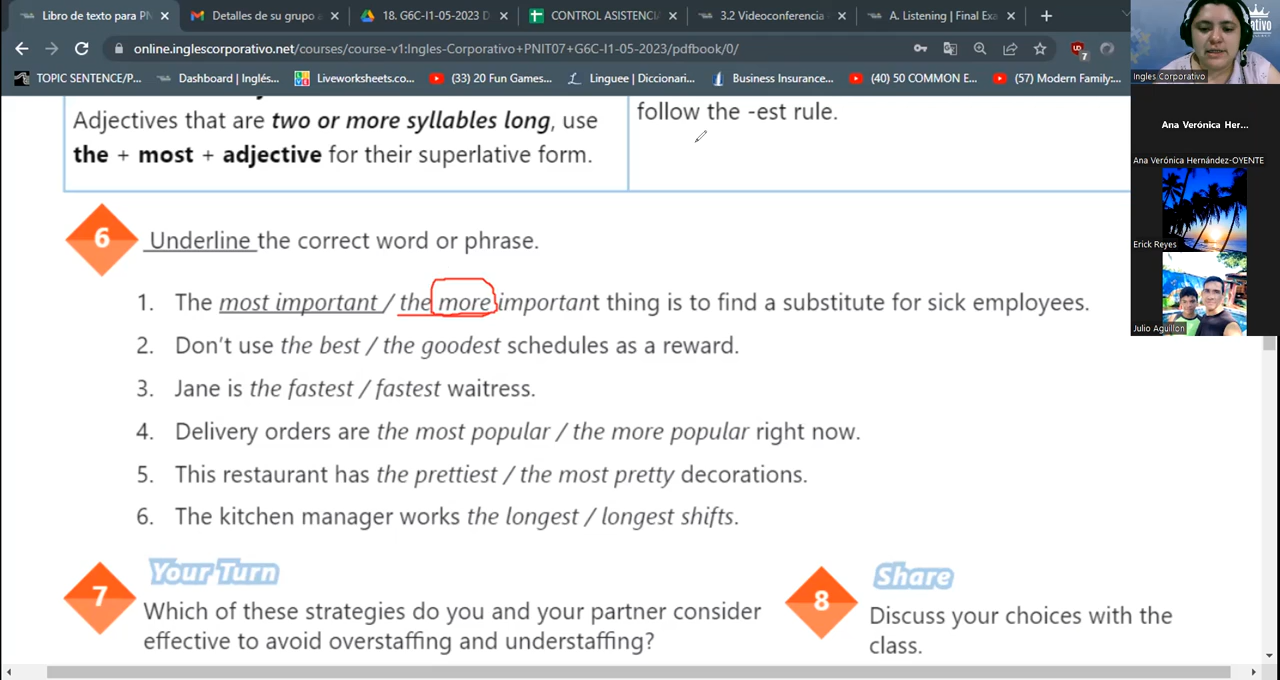 Libro de texto para PN
Detalles de su grupo a
18. G6C-I1-05-2023 D
CONTROL ASISTENCI
3.2 Videoconferencia
A. Listening | Final Exa
online.inglescorporativo.net/courses/course-v1:Ingles-Corporativo+PNIT07+G6C-I1-05-2023/pdfbook/0/
7
TOPIC SENTENCE/P...
Dashboard | Inglés...
Liveworksheets.co...
(33) 20 Fun Games...
Linguee | Diccionari...
Business Insurance...
(40) 50 COMMON E...
(57) Modern Family:...
Ingles Corporativo
Ana Verónica Her...
Ana Verónica Hernández-OYENTE
Erick Reyes
Julio Aguillon
Adjectives that are two or more syllables long, use
the + most + adjective for their superlative form.
follow the -est rule.
6 Underline the correct word or phrase.
1. The most important / the more important thing is to find a substitute for sick employees.
2. Don't use the best / the goodest schedules as a reward.
3. Jane is the fastest / fastest waitress.
4. Delivery orders are the most popular / the more popular right now.
5. This restaurant has the prettiest / the most pretty decorations.
6. The kitchen manager works the longest / longest shifts.
7 Your Turn
Which of these strategies do you and your partner consider
effective to avoid overstaffing and understaffing?
8 Share
Discuss your choices with the
class.